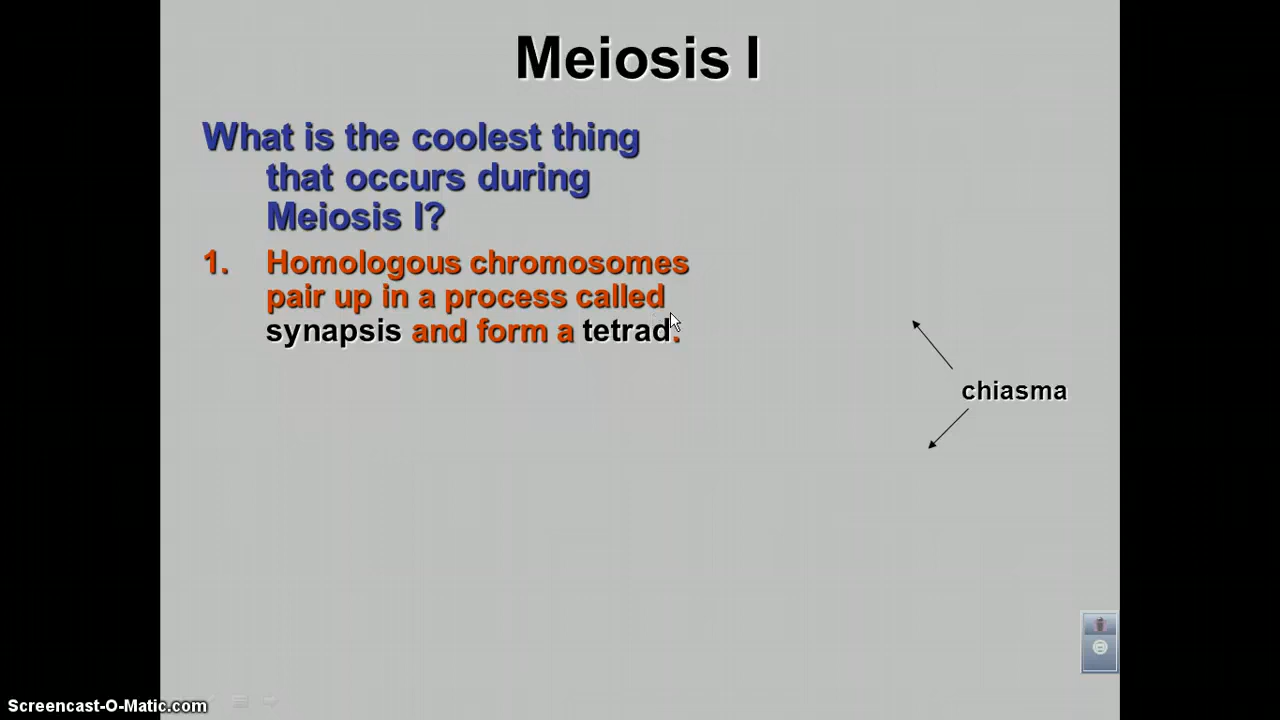 Meiosis I
What is the coolest thing
that occurs during
Meiosis I?
1. Homologous chromosomes
pair up in a process called
synapsis and form a tetrad.
chiasma
Screencast-O-Matic.com